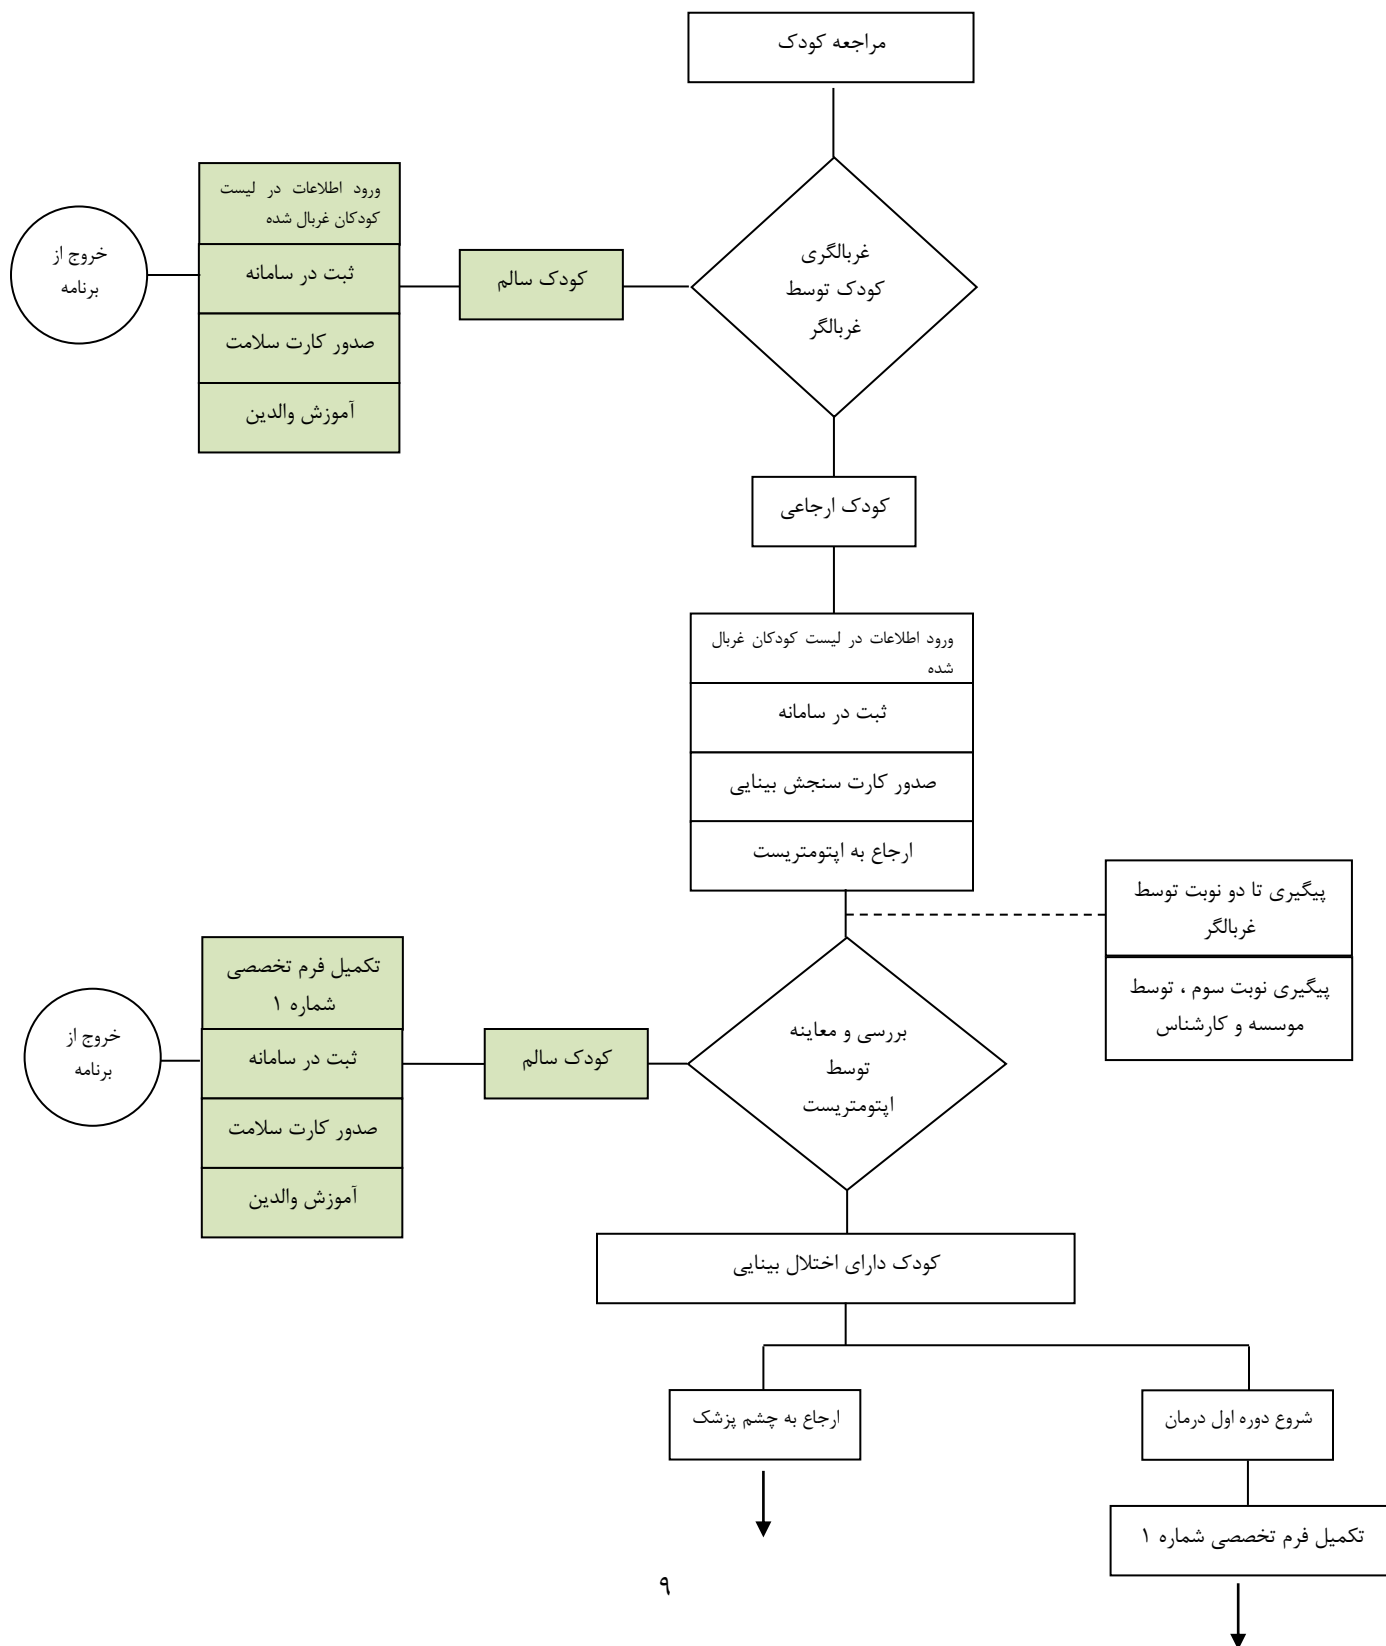 مراجعه کودک
غربالگری
کودک توسط
غربالگر
کودک سالم
ورود اطلاعات در لیست
کودکان غربال شده
ثبت در سامانه
صدور کارت سلامت
آموزش والدین
خروج از
برنامه
کودک ارجاعی
ورود اطلاعات در لیست کودکان غربال
شده
ثبت در سامانه
صدور کارت سنجش بینایی
ارجاع به اپتومتریست
پیگیری تا دو نوبت توسط
غربالگر
پیگیری نوبت سوم ، توسط
موسسه و کارشناس
بررسی و معاینه
توسط
اپتومتریست
کودک سالم
تکمیل فرم تخصصی
شماره ۱
ثبت در سامانه
صدور کارت سلامت
آموزش والدین
خروج از
برنامه
کودک دارای اختلال بینایی
شروع دوره اول درمان
ارجاع به چشم پزشک
تکمیل فرم تخصصی شماره ۱
۹